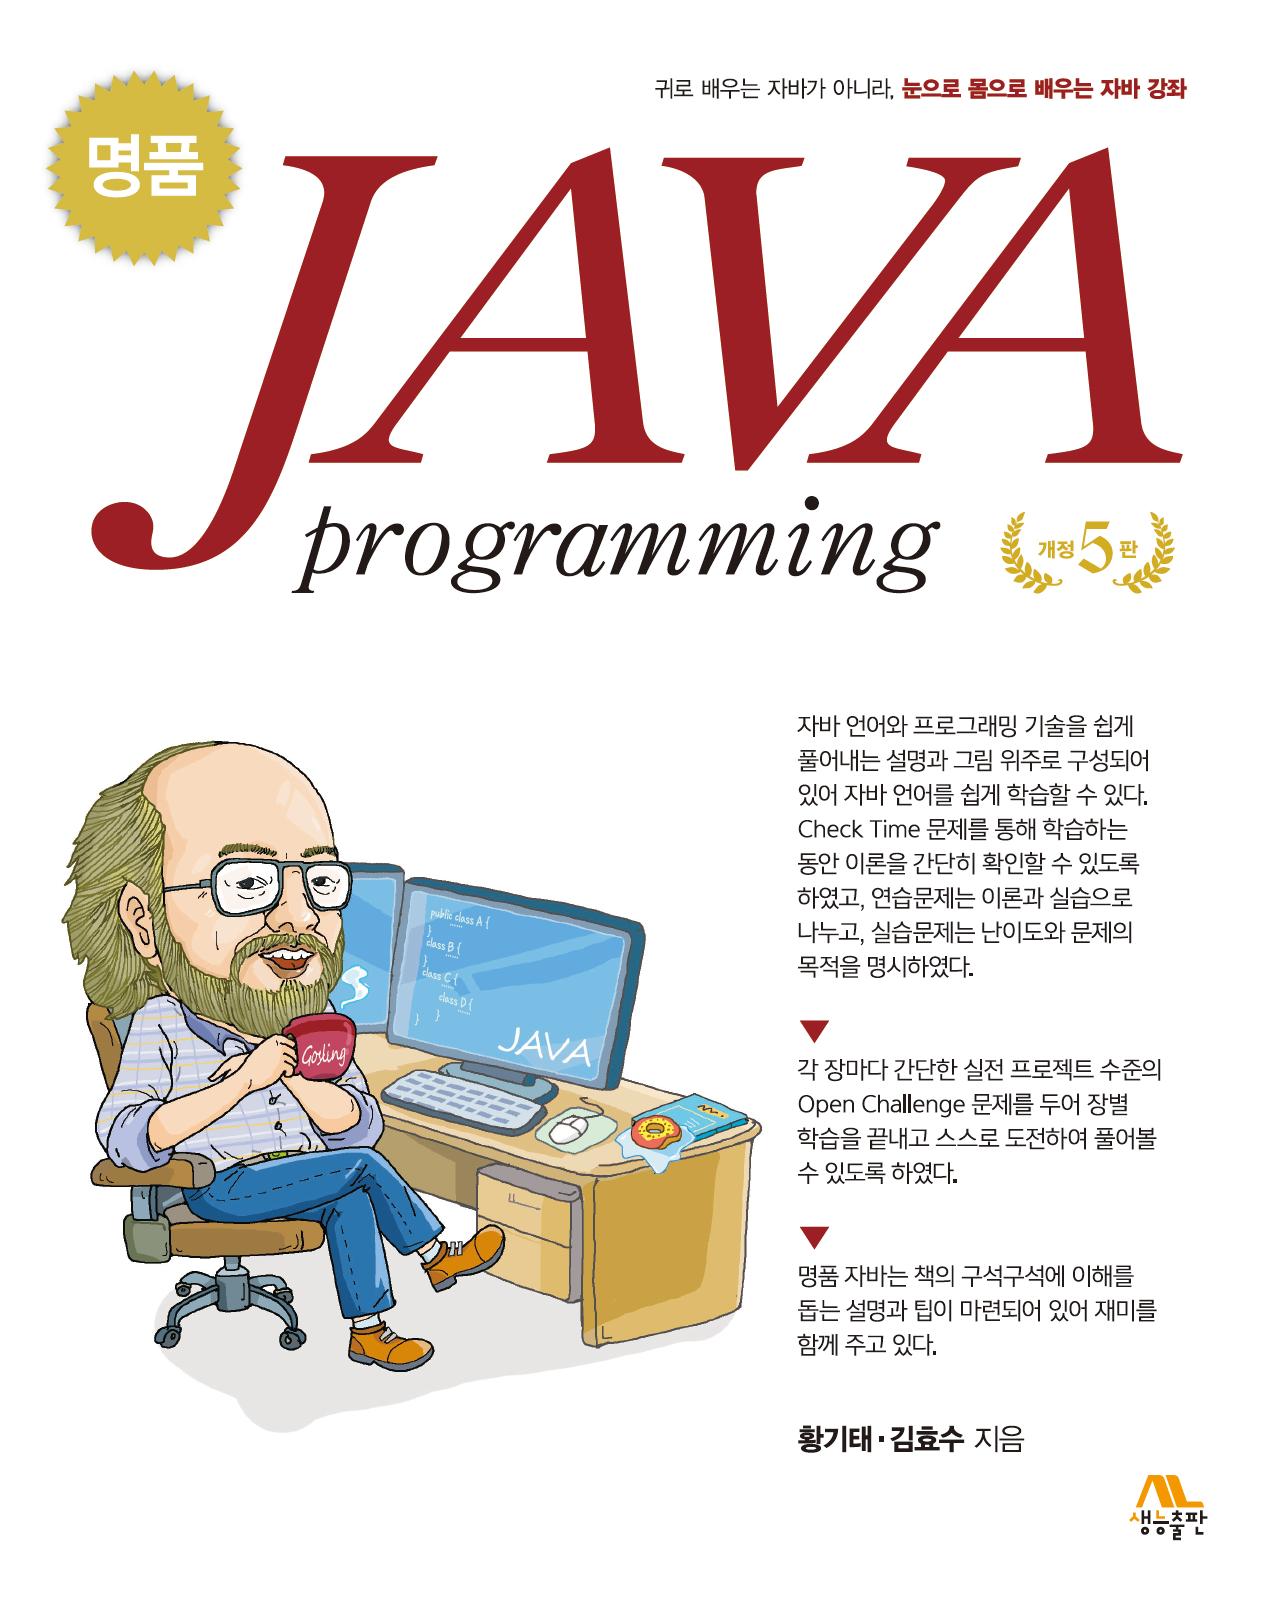 귀로 배우는 자바가 아니라, 눈으로 몸으로 배우는 자바 강좌
명품
JAVA
programming
개정 5 판
자바 언어와 프로그래밍 기술을 쉽게
풀어내는 설명과 그림 위주로 구성되어
있어 자바 언어를 쉽게 학습할 수 있다.
Check Time 문제를 통해 학습하는
동안 이론을 간단히 확인할 수 있도록
하였고, 연습문제는 이론과 실습으로
나누고, 실습문제는 난이도와 문제의
목적을 명시하였다.
각 장마다 간단한 실전 프로젝트 수준의
Open Challenge 문제를 두어 장별
학습을 끝내고 스스로 도전하여 풀어볼
수 있도록 하였다.
명품 자바는 책의 구석구석에 이해를
돕는 설명과 팁이 마련되어 있어 재미를
함께 주고 있다.
public class A {
......
}
class B {
......
}
class C {
......
class D {
......
}
}
JAVA
Gosling
황기태·김효수 지음
생능출판